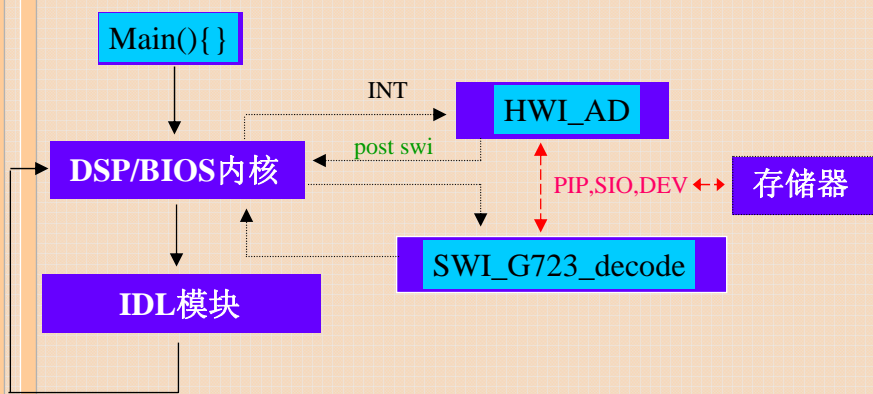 Main(){}
INT
HWI_AD
post swi
DSP/BIOS内核
PIP,SIO,DEV
存储器
SWI_G723_decode
IDL模块